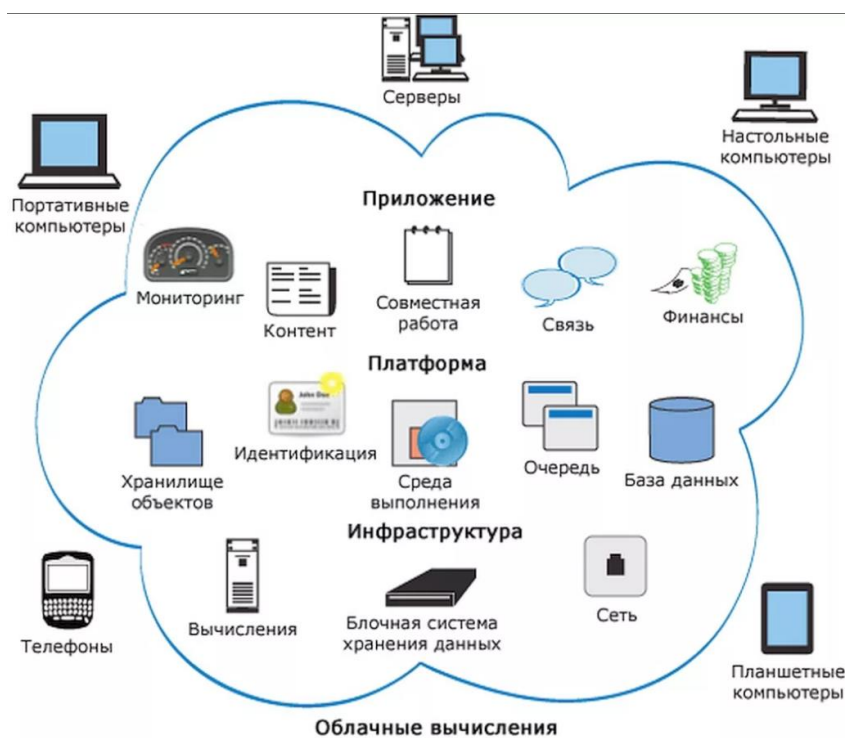 Серверы
Настольные
компьютеры
Портативные
компьютеры
Приложение
Мониторинг
Контент
Совместная
работа
Связь
Финансы
Платформа
John Doe
Хранилище
объектов
Идентификация
Среда
выполнения
Очередь
База данных
Инфраструктура
Телефоны
Вычисления
Блочная система
хранения данных
Сеть
Планшетные
компьютеры
Облачные вычисления